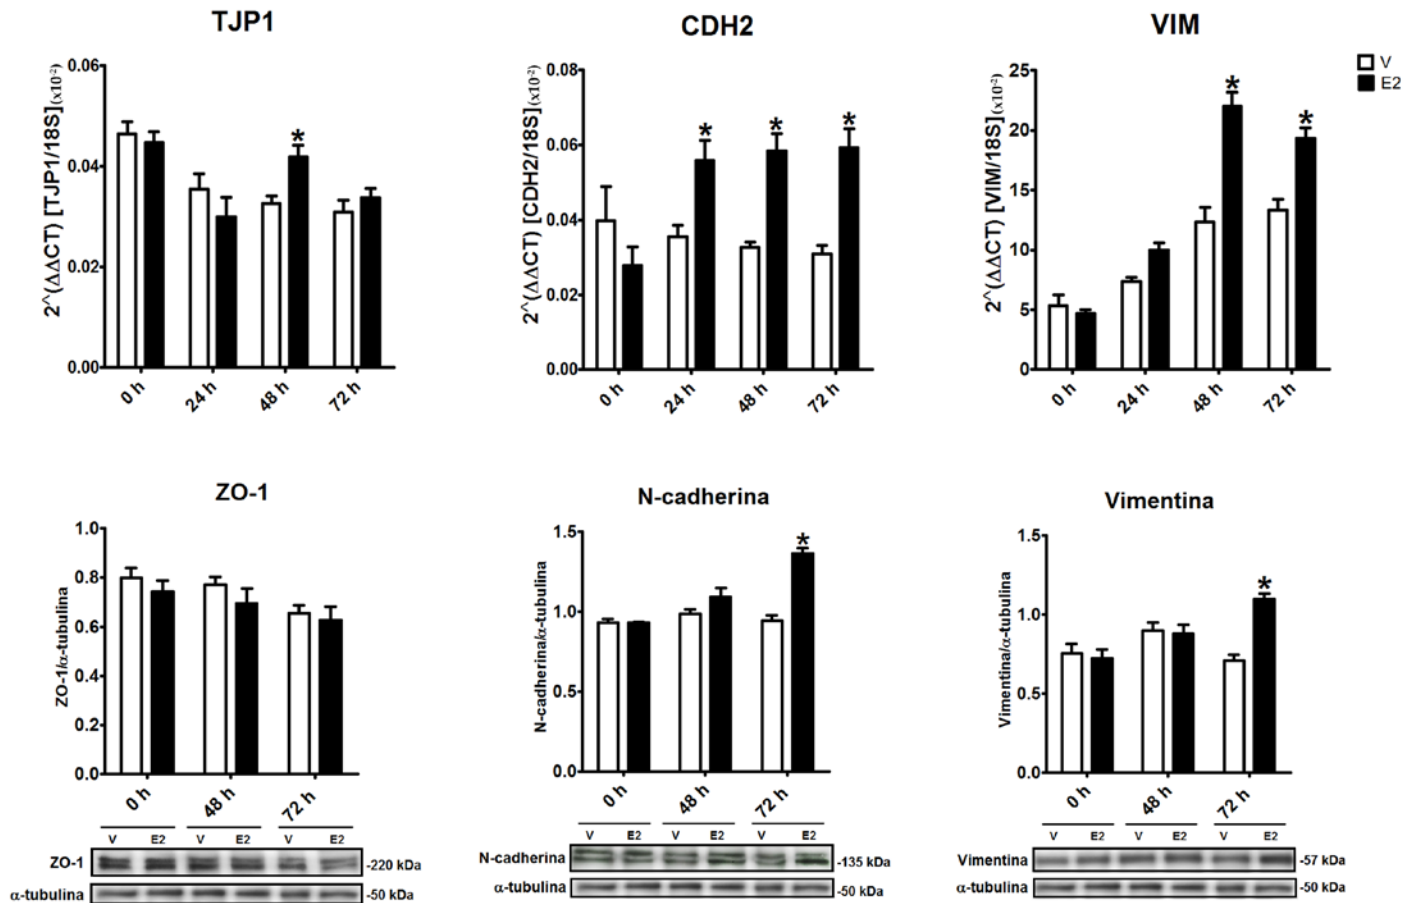 TJP1
2^(ΔΔCT) [TJP1/18S](x10⁻²)
0.06
0.04
0.02
0.00
0 h 24 h 48 h 72 h
*
CDH2
2^(ΔΔCT) [CDH2/18S](x10⁻²)
0.08
0.06
0.04
0.02
0.00
0 h 24 h 48 h 72 h
* * *
VIM
2^(ΔΔCT) [VIM/18S](x10⁻²)
25
20
15
10
5
0
0 h 24 h 48 h 72 h
* *
V
E2
ZO-1
ZO-1/α-tubulina
1.0
0.8
0.6
0.4
0.2
0.0
0 h 48 h 72 h
V E2 V E2 V E2
ZO-1 -220 kDa
α-tubulina -50 kDa
N-cadherina
N-cadherina/α-tubulina
1.5
1.0
0.5
0.0
0 h 48 h 72 h
*
V E2 V E2 V E2
N-cadherina -135 kDa
α-tubulina -50 kDa
Vimentina
Vimentina/α-tubulina
1.5
1.0
0.5
0.0
0 h 48 h 72 h
*
V E2 V E2 V E2
Vimentina -57 kDa
α-tubulina -50 kDa